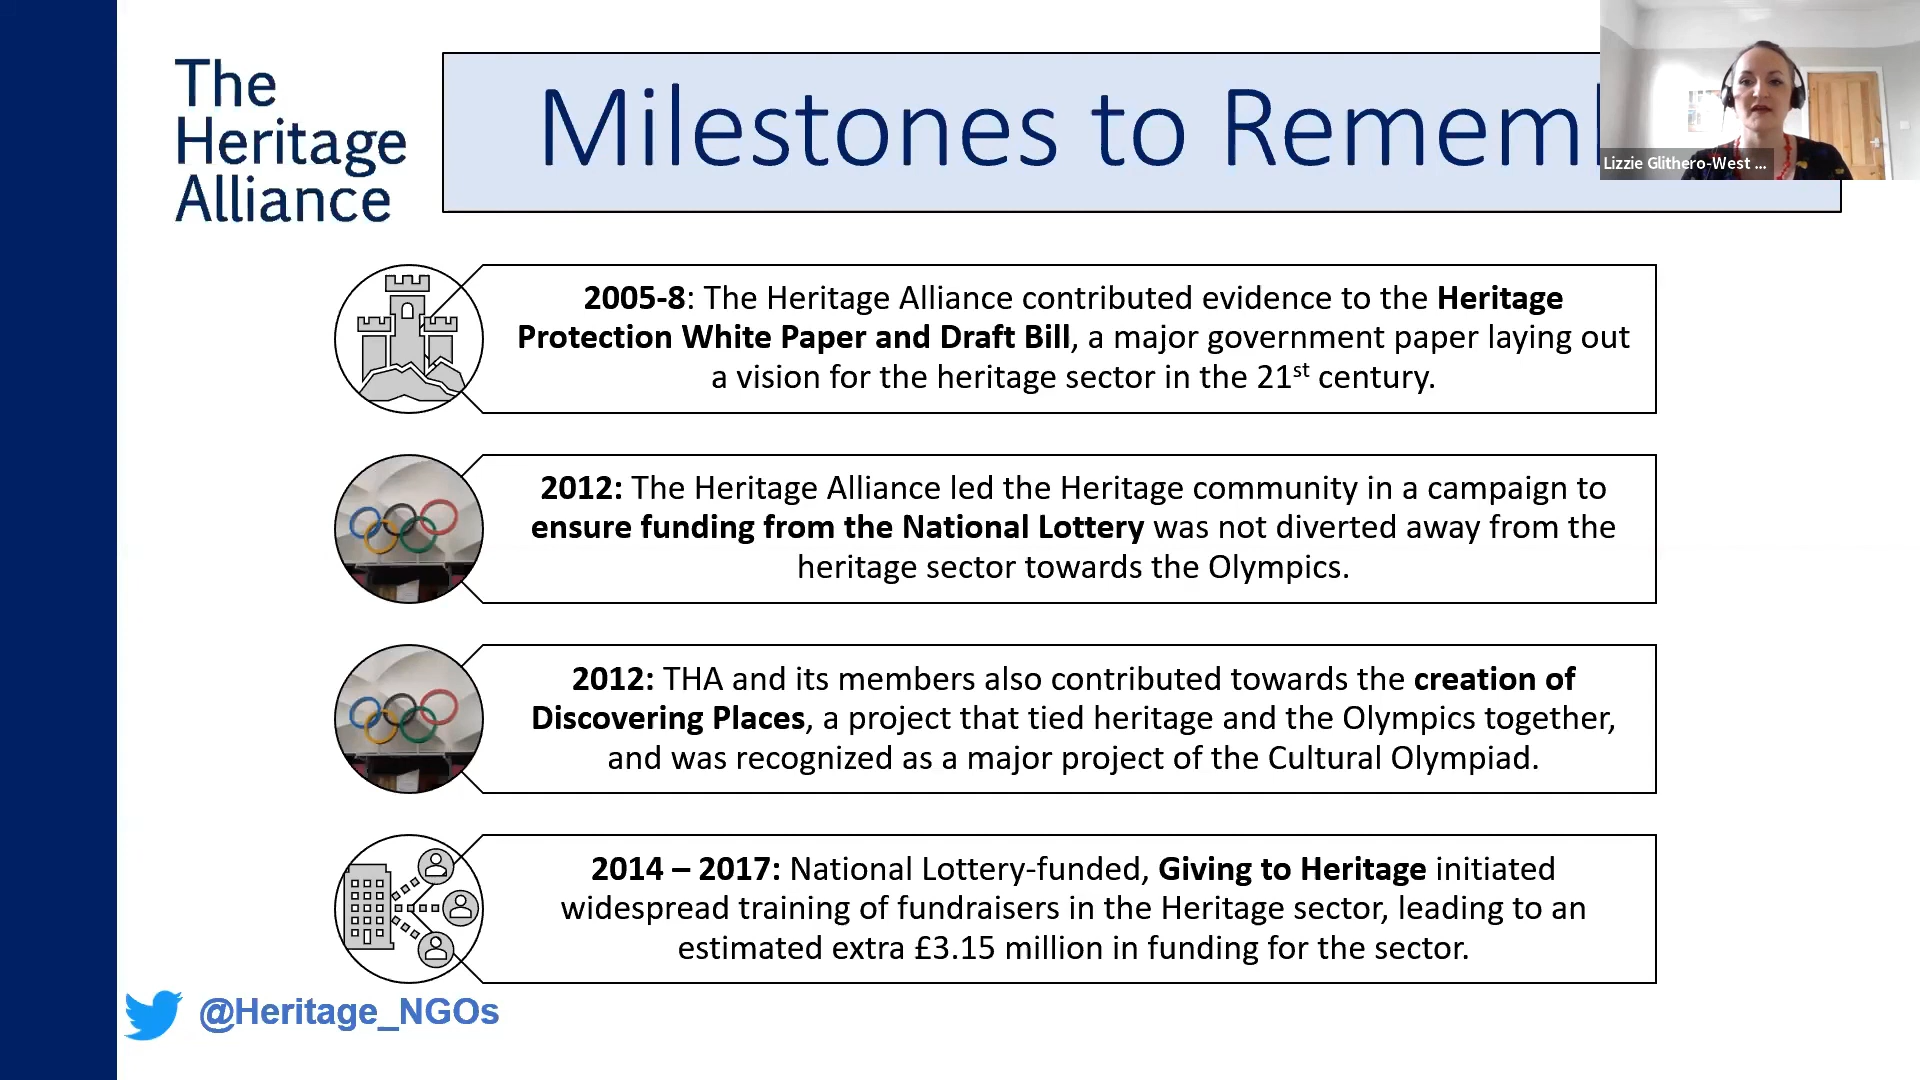 The
Heritage
Alliance
Milestones to Remem
Lizzie Glithero-West ...
2005-8: The Heritage Alliance contributed evidence to the Heritage
Protection White Paper and Draft Bill, a major government paper laying out
a vision for the heritage sector in the 21st century.
2012: The Heritage Alliance led the Heritage community in a campaign to
ensure funding from the National Lottery was not diverted away from the
heritage sector towards the Olympics.
2012: THA and its members also contributed towards the creation of
Discovering Places, a project that tied heritage and the Olympics together,
and was recognized as a major project of the Cultural Olympiad.
2014 – 2017: National Lottery-funded, Giving to Heritage initiated
widespread training of fundraisers in the Heritage sector, leading to an
estimated extra £3.15 million in funding for the sector.
@Heritage_NGOs